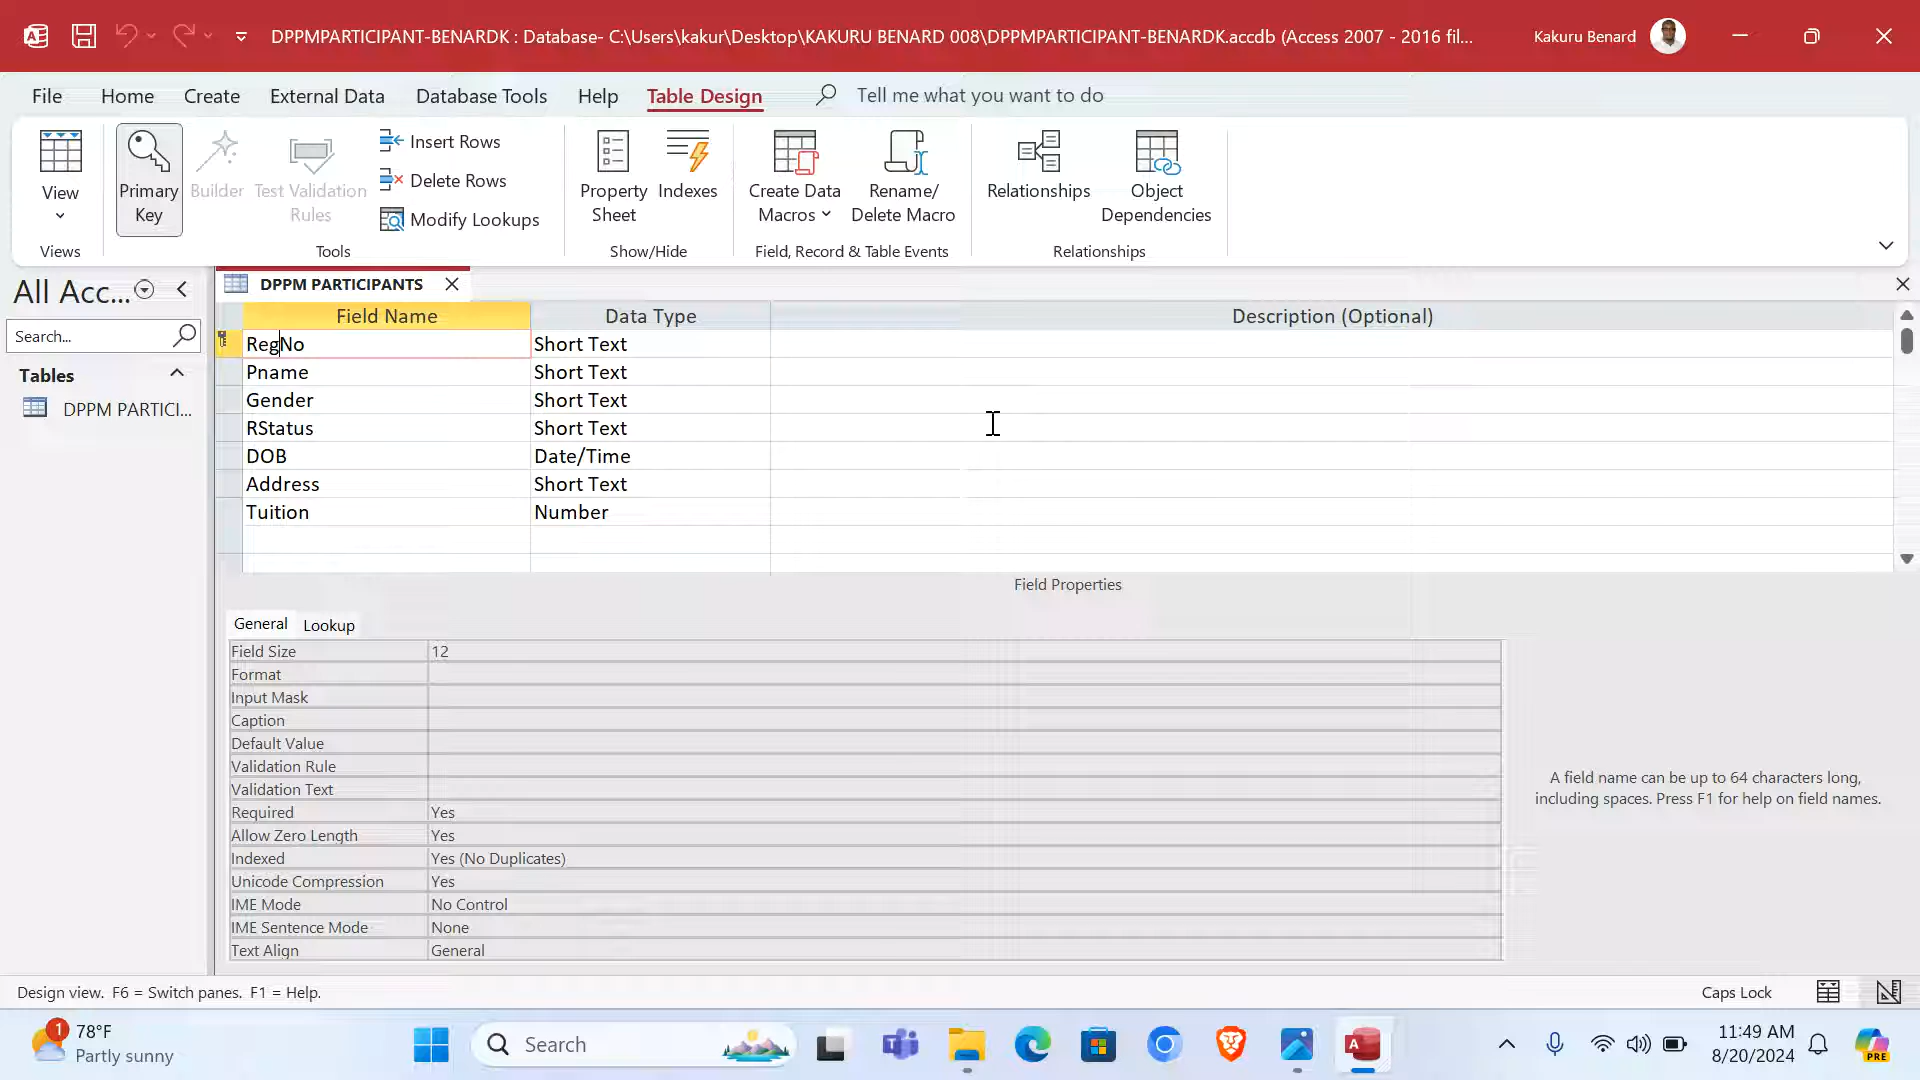 DPPMPARTICIPANT-BENARDK : Database- C:\Users\kakur\Desktop\KAKURU BENARD 008\DPPMPARTICIPANT-BENARDK.accdb (Access 2007 - 2016 fil... Kakuru Benard
File Home Create External Data Database Tools Help Table Design Tell me what you want to do
View
Primary Key
Builder
Test Validation Rules
Insert Rows
Delete Rows
Modify Lookups
Property Sheet
Indexes
Create Data Macros
Rename/ Delete Macro
Relationships
Object Dependencies
Views Tools Show/Hide Field, Record & Table Events Relationships
All Acc...
Search...
Tables
DPPM PARTICI...
DPPM PARTICIPANTS
Field Name Data Type Description (Optional)
RegNo Short Text
Pname Short Text
Gender Short Text
RStatus Short Text
DOB Date/Time
Address Short Text
Tuition Number
Field Properties
General Lookup
Field Size 12
Format
Input Mask
Caption
Default Value
Validation Rule
Validation Text
Required Yes
Allow Zero Length Yes
Indexed Yes (No Duplicates)
Unicode Compression Yes
IME Mode No Control
IME Sentence Mode None
Text Align General
A field name can be up to 64 characters long,
including spaces. Press F1 for help on field names.
Design view. F6 = Switch panes. F1 = Help. Caps Lock
1
78°F
Partly sunny
Search
A
11:49 AM
8/20/2024
PRE